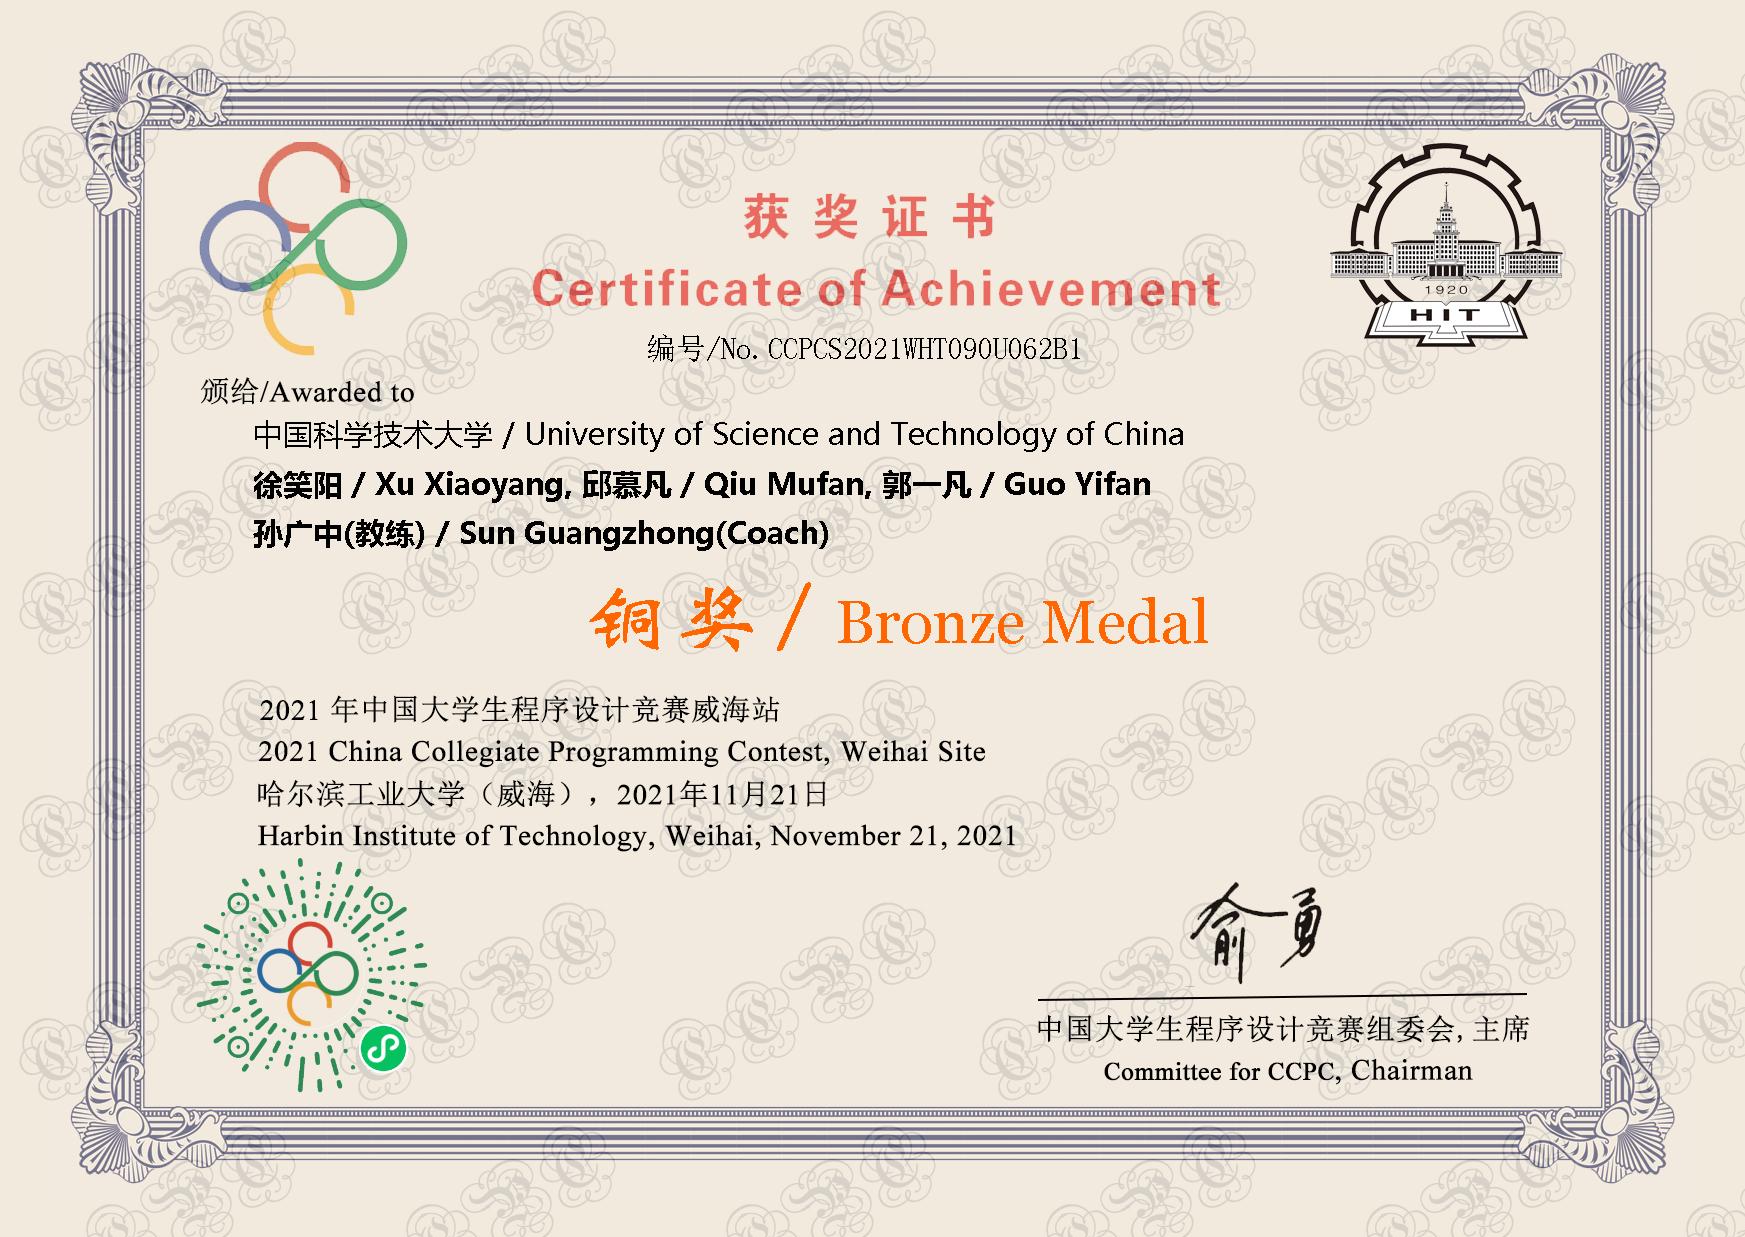 获奖证书
Certificate of Achievement
1920
HIT
编号/No. CCPCS2021WHT090U062B1
颁给/Awarded to
中国科学技术大学 / University of Science and Technology of China
徐笑阳 / Xu Xiaoyang, 邱慕凡 / Qiu Mufan, 郭一凡 / Guo Yifan
孙广中(教练) / Sun Guangzhong(Coach)
铜奖 / Bronze Medal
2021 年中国大学生程序设计竞赛威海站
2021 China Collegiate Programming Contest, Weihai Site
哈尔滨工业大学（威海），2021年11月21日
Harbin Institute of Technology, Weihai, November 21, 2021
俞勇
中国大学生程序设计竞赛组委会, 主席
Committee for CCPC, Chairman